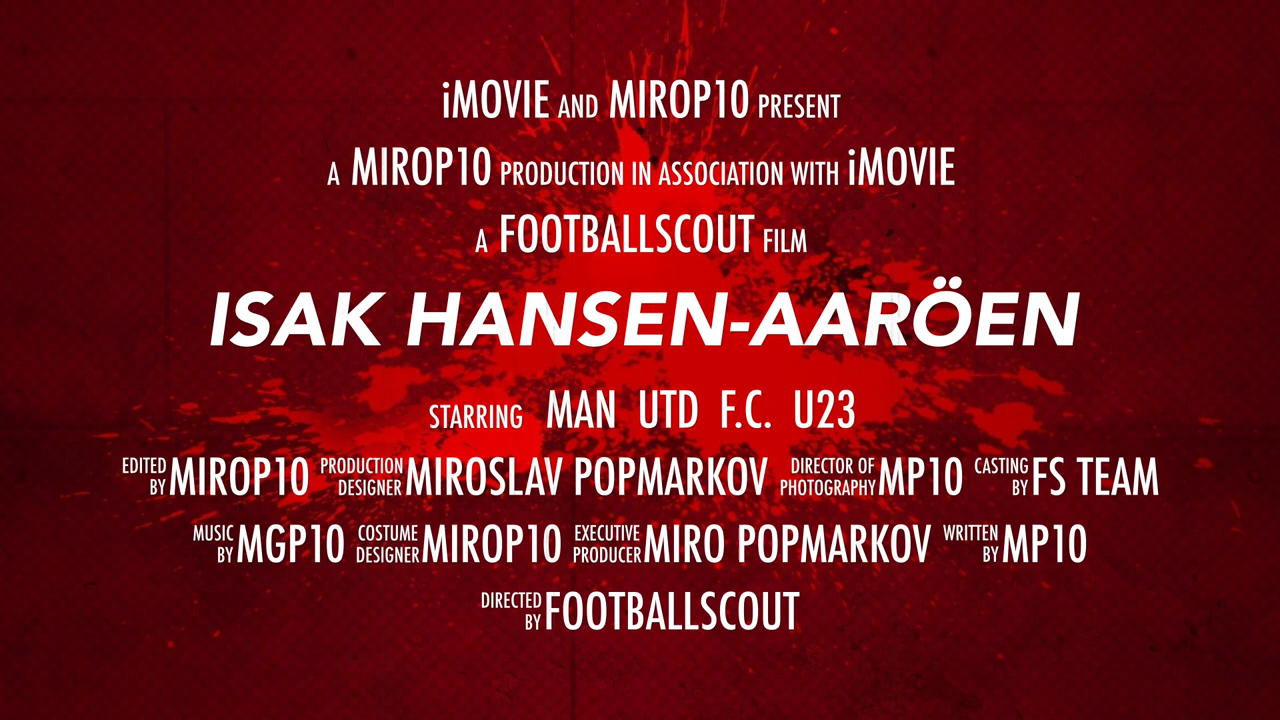 iMOVIE AND MIROP10 PRESENT
A MIROP10 PRODUCTION IN ASSOCIATION WITH iMOVIE
A FOOTBALLSCOUT FILM
ISAK HANSEN-AARÖEN
STARRING MAN UTD F.C. U23
EDITED BY MIROP10 PRODUCTION DESIGNER MIROSLAV POPMARKOV DIRECTOR OF PHOTOGRAPHY MP10 CASTING BY FS TEAM
MUSIC BY MGP10 COSTUME DESIGNER MIROP10 EXECUTIVE PRODUCER MIRO POPMARKOV WRITTEN BY MP10
DIRECTED BY FOOTBALLSCOUT